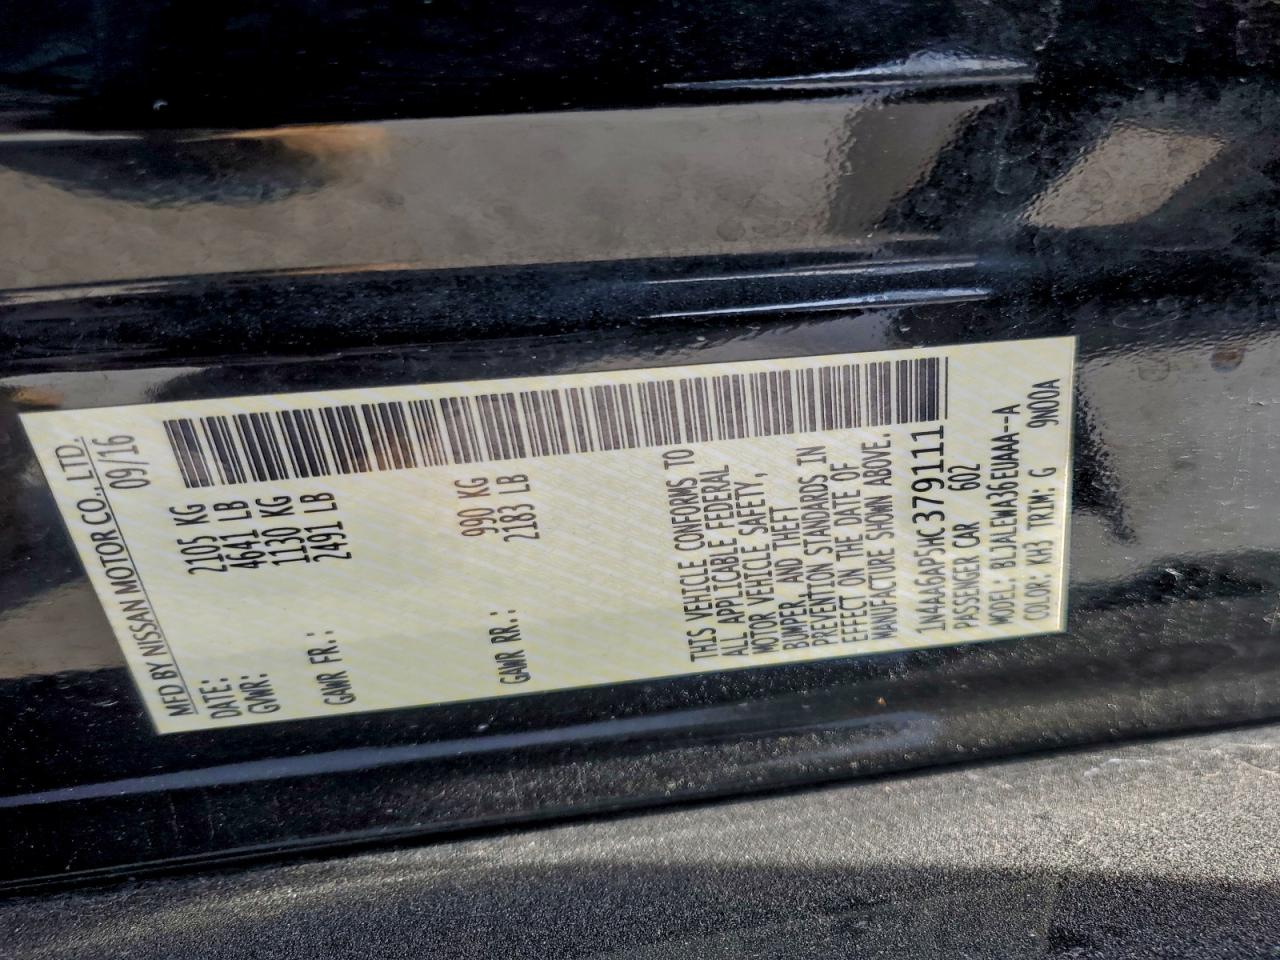 MFD BY NISSAN MOTOR CO., LTD.
DATE: 09/16
GVWR: 2105 KG
4641 LB
GAWR FR.: 1130 KG
2491 LB
GAWR RR.: 990 KG
2183 LB
THIS VEHICLE CONFORMS TO
ALL APPLICABLE FEDERAL
MOTOR VEHICLE SAFETY,
BUMPER, AND THEFT
PREVENTION STANDARDS IN
EFFECT ON THE DATE OF
MANUFACTURE SHOWN ABOVE.
1N4AA6AP5HC379111
PASSENGER CAR 602
MODEL: BLJALEWA36EUAAA--A
COLOR: KH3 TRIM: G 9N00A